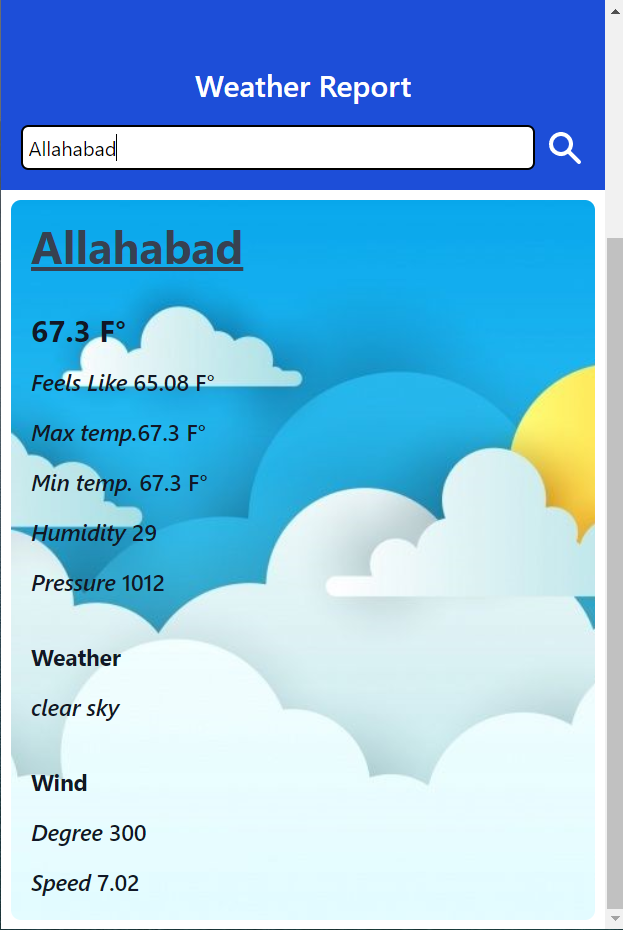 Weather Report
Allahabad
Allahabad
67.3 F°
Feels Like 65.08 F°
Max temp.67.3 F°
Min temp. 67.3 F°
Humidity 29
Pressure 1012
Weather
clear sky
Wind
Degree 300
Speed 7.02